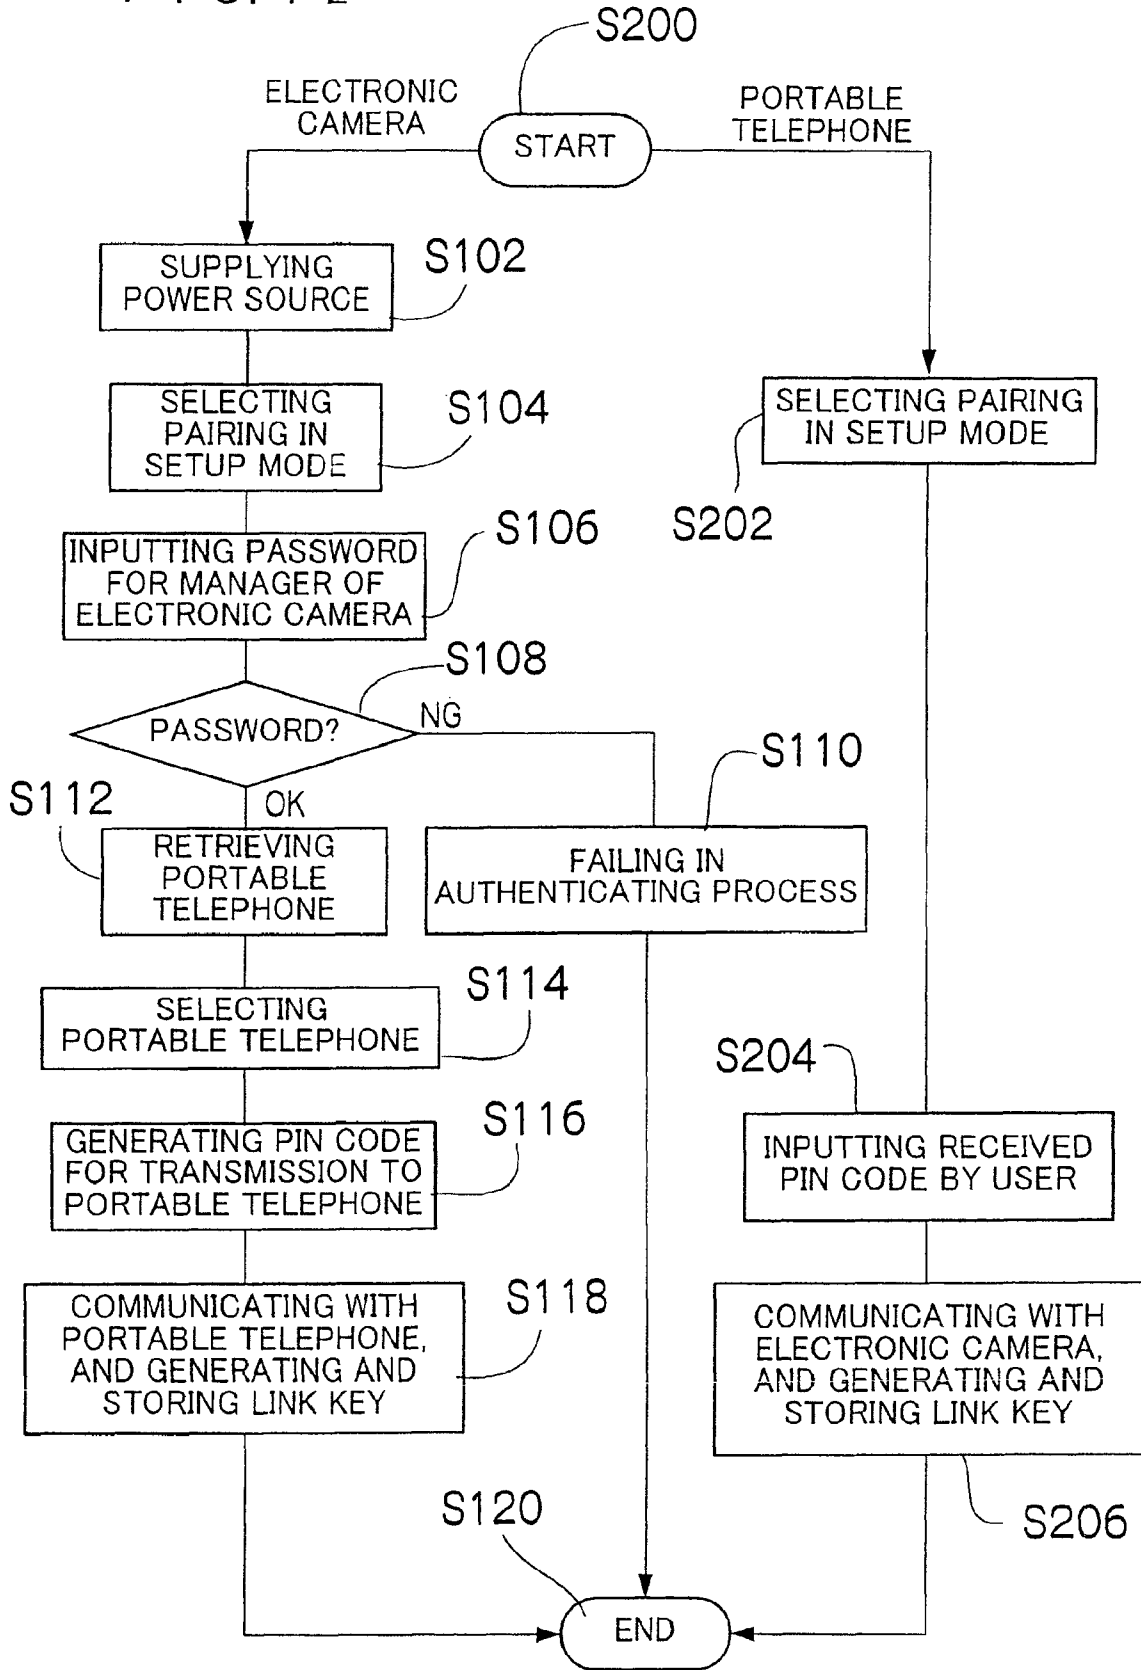 S200
ELECTRONIC
CAMERA
START
PORTABLE
TELEPHONE
SUPPLYING
POWER SOURCE
S102
SELECTING
PAIRING IN
SETUP MODE
S104
SELECTING PAIRING
IN SETUP MODE
S202
INPUTTING PASSWORD
FOR MANAGER OF
ELECTRONIC CAMERA
S106
S108
PASSWORD?
NG
S110
S112
OK
RETRIEVING
PORTABLE
TELEPHONE
FAILING IN
AUTHENTICATING PROCESS
S114
SELECTING
PORTABLE TELEPHONE
S204
S116
GENERATING PIN CODE
FOR TRANSMISSION TO
PORTABLE TELEPHONE
INPUTTING RECEIVED
PIN CODE BY USER
S118
COMMUNICATING WITH
PORTABLE TELEPHONE,
AND GENERATING AND
STORING LINK KEY
COMMUNICATING WITH
ELECTRONIC CAMERA,
AND GENERATING AND
STORING LINK KEY
S206
S120
END